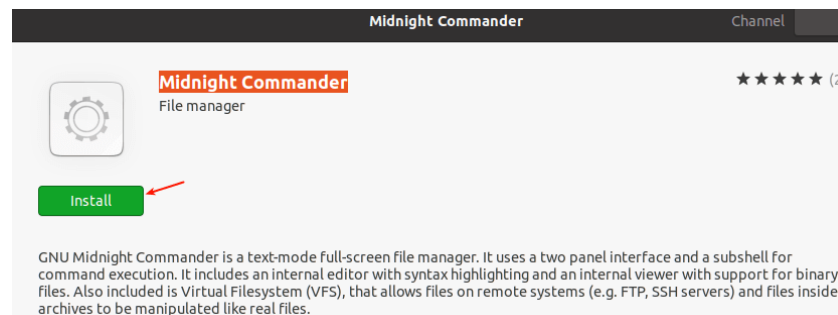 Midnight Commander
Channel
Midnight Commander
File manager
Install
GNU Midnight Commander is a text-mode full-screen file manager. It uses a two panel interface and a subshell for
command execution. It includes an internal editor with syntax highlighting and an internal viewer with support for binary
files. Also included is Virtual Filesystem (VFS), that allows files on remote systems (e.g. FTP, SSH servers) and files inside
archives to be manipulated like real files.